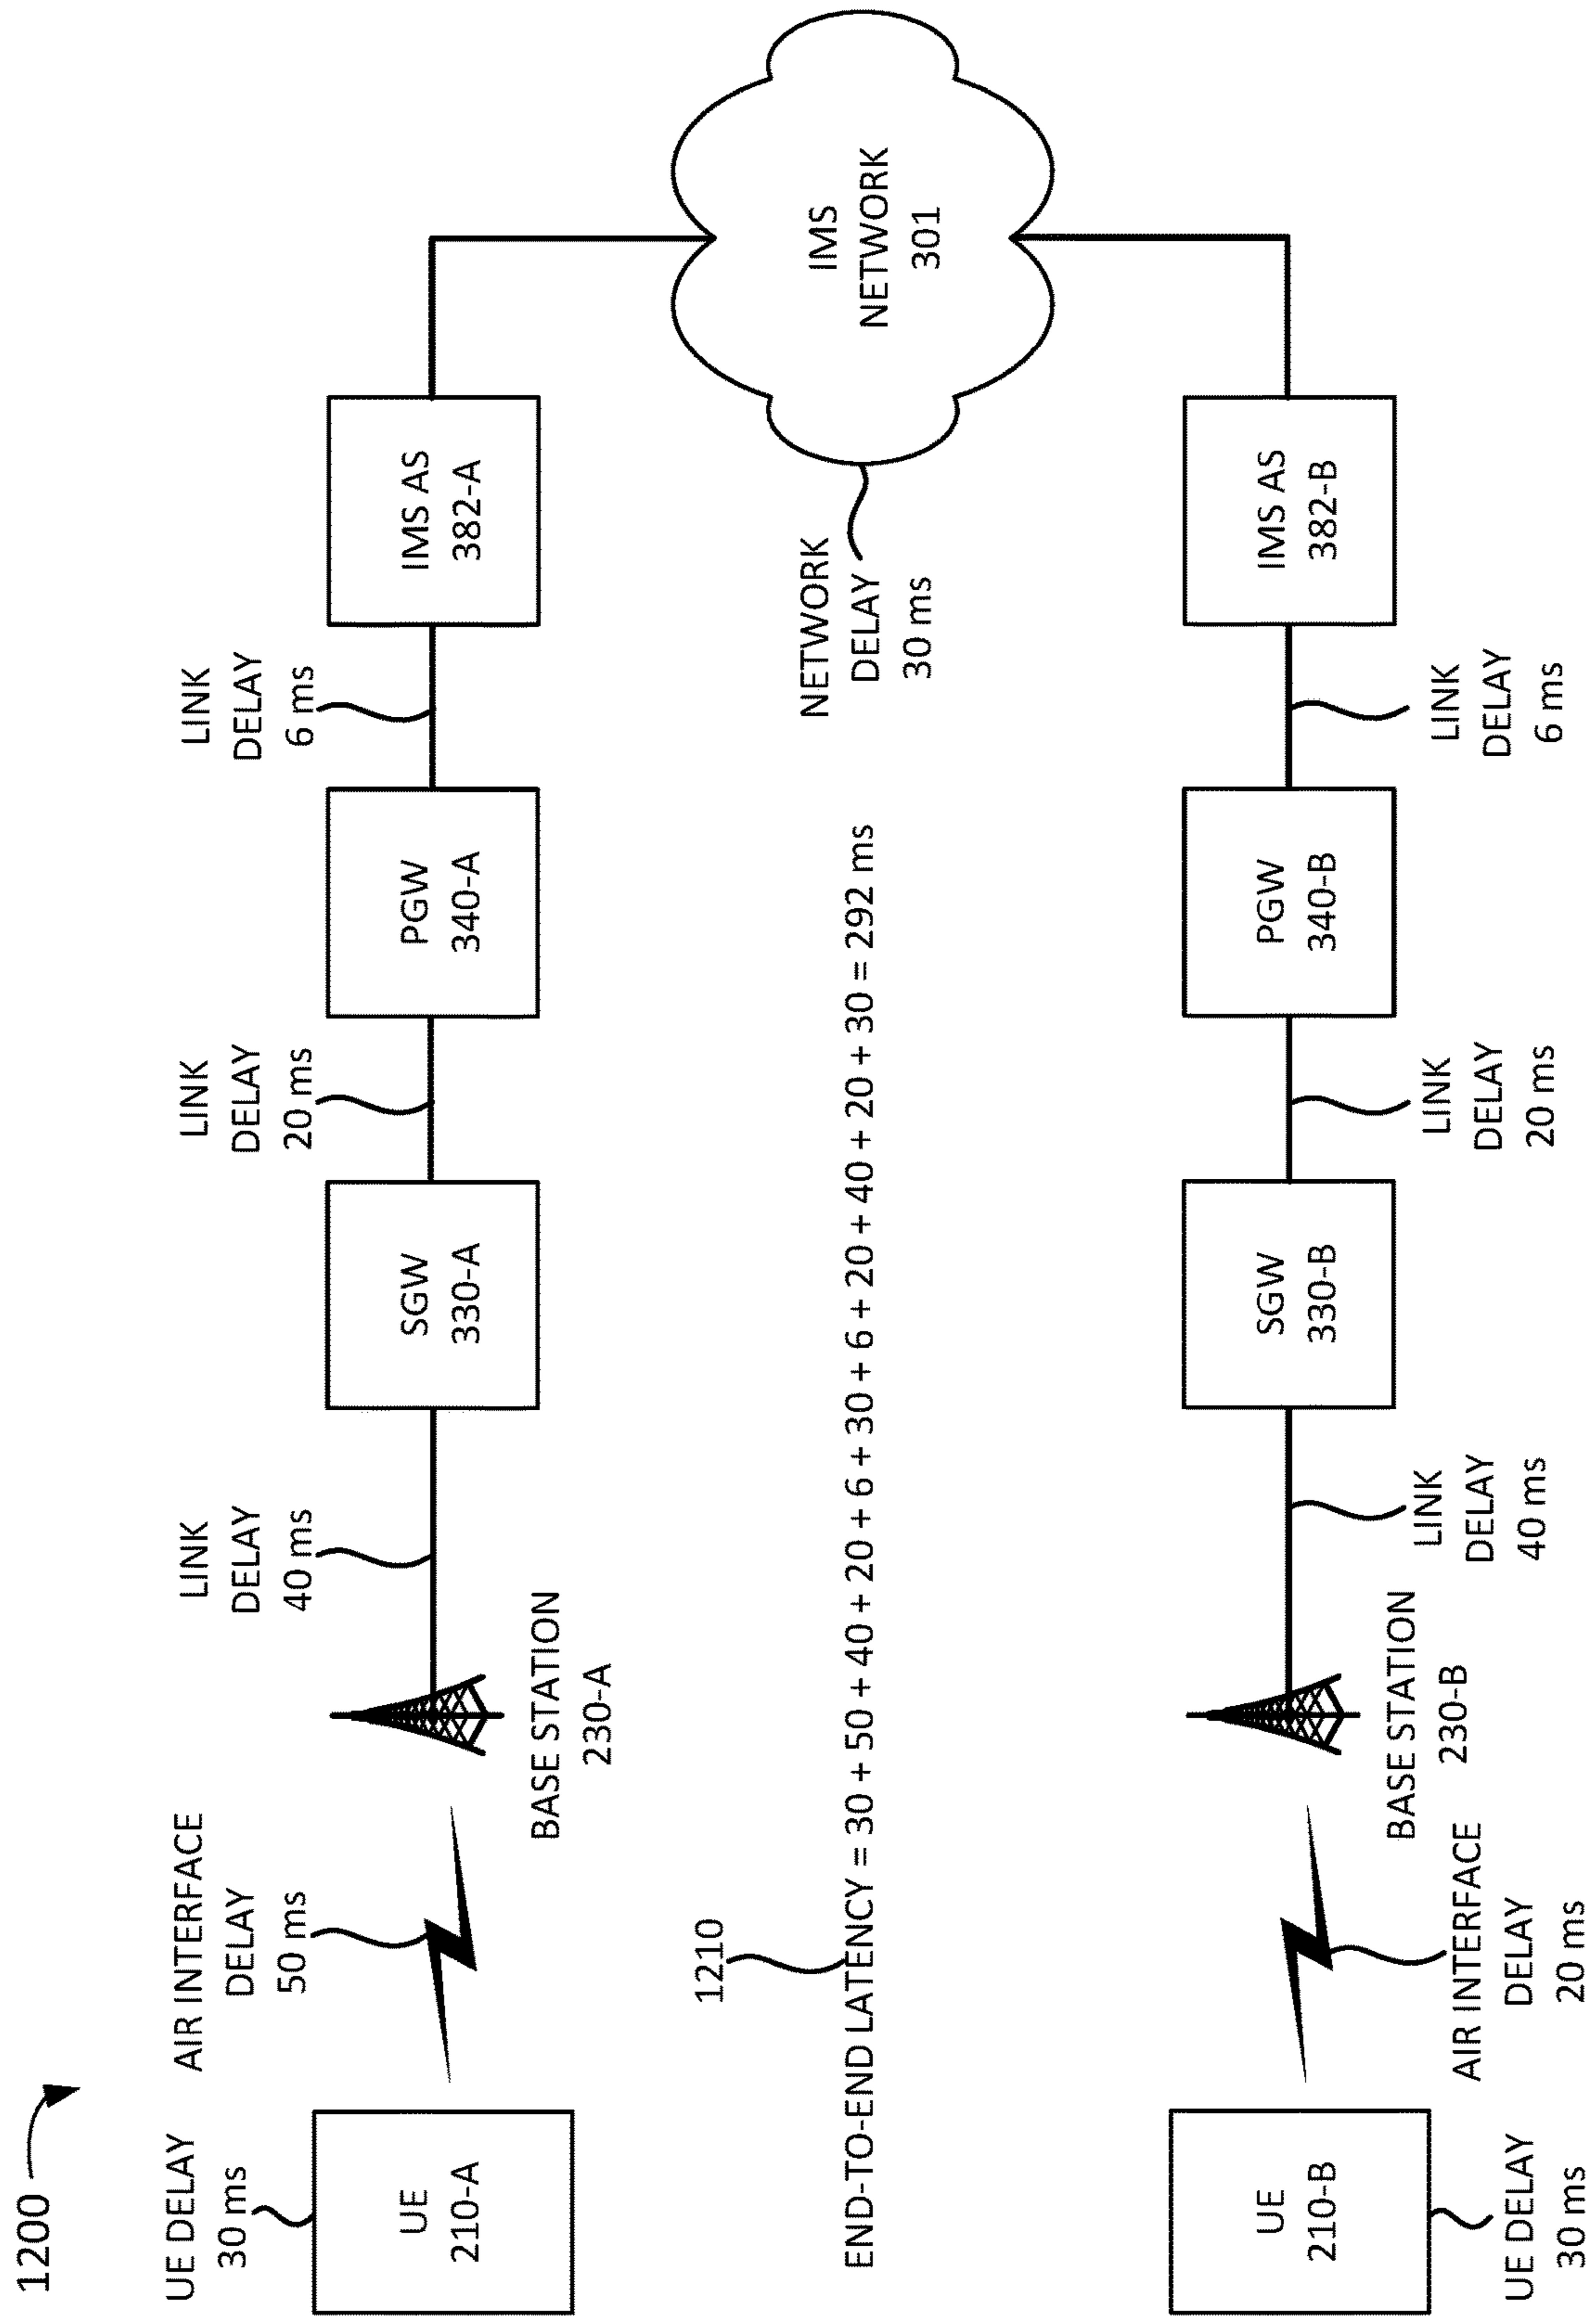 1200
UE DELAY
30 ms
AIR INTERFACE
DELAY
50 ms
LINK
DELAY
40 ms
LINK
DELAY
20 ms
LINK
DELAY
6 ms
UE
210-A
BASE STATION
230-A
SGW
330-A
PGW
340-A
IMS AS
382-A
1210
END-TO-END LATENCY = 30 + 50 + 40 + 20 + 6 + 30 + 6 + 20 + 40 + 20 + 30 = 292 ms
NETWORK
DELAY
30 ms
IMS
NETWORK
301
UE
210-B
BASE STATION
230-B
SGW
330-B
PGW
340-B
IMS AS
382-B
UE DELAY
30 ms
AIR INTERFACE
DELAY
20 ms
LINK
DELAY
40 ms
LINK
DELAY
20 ms
LINK
DELAY
6 ms